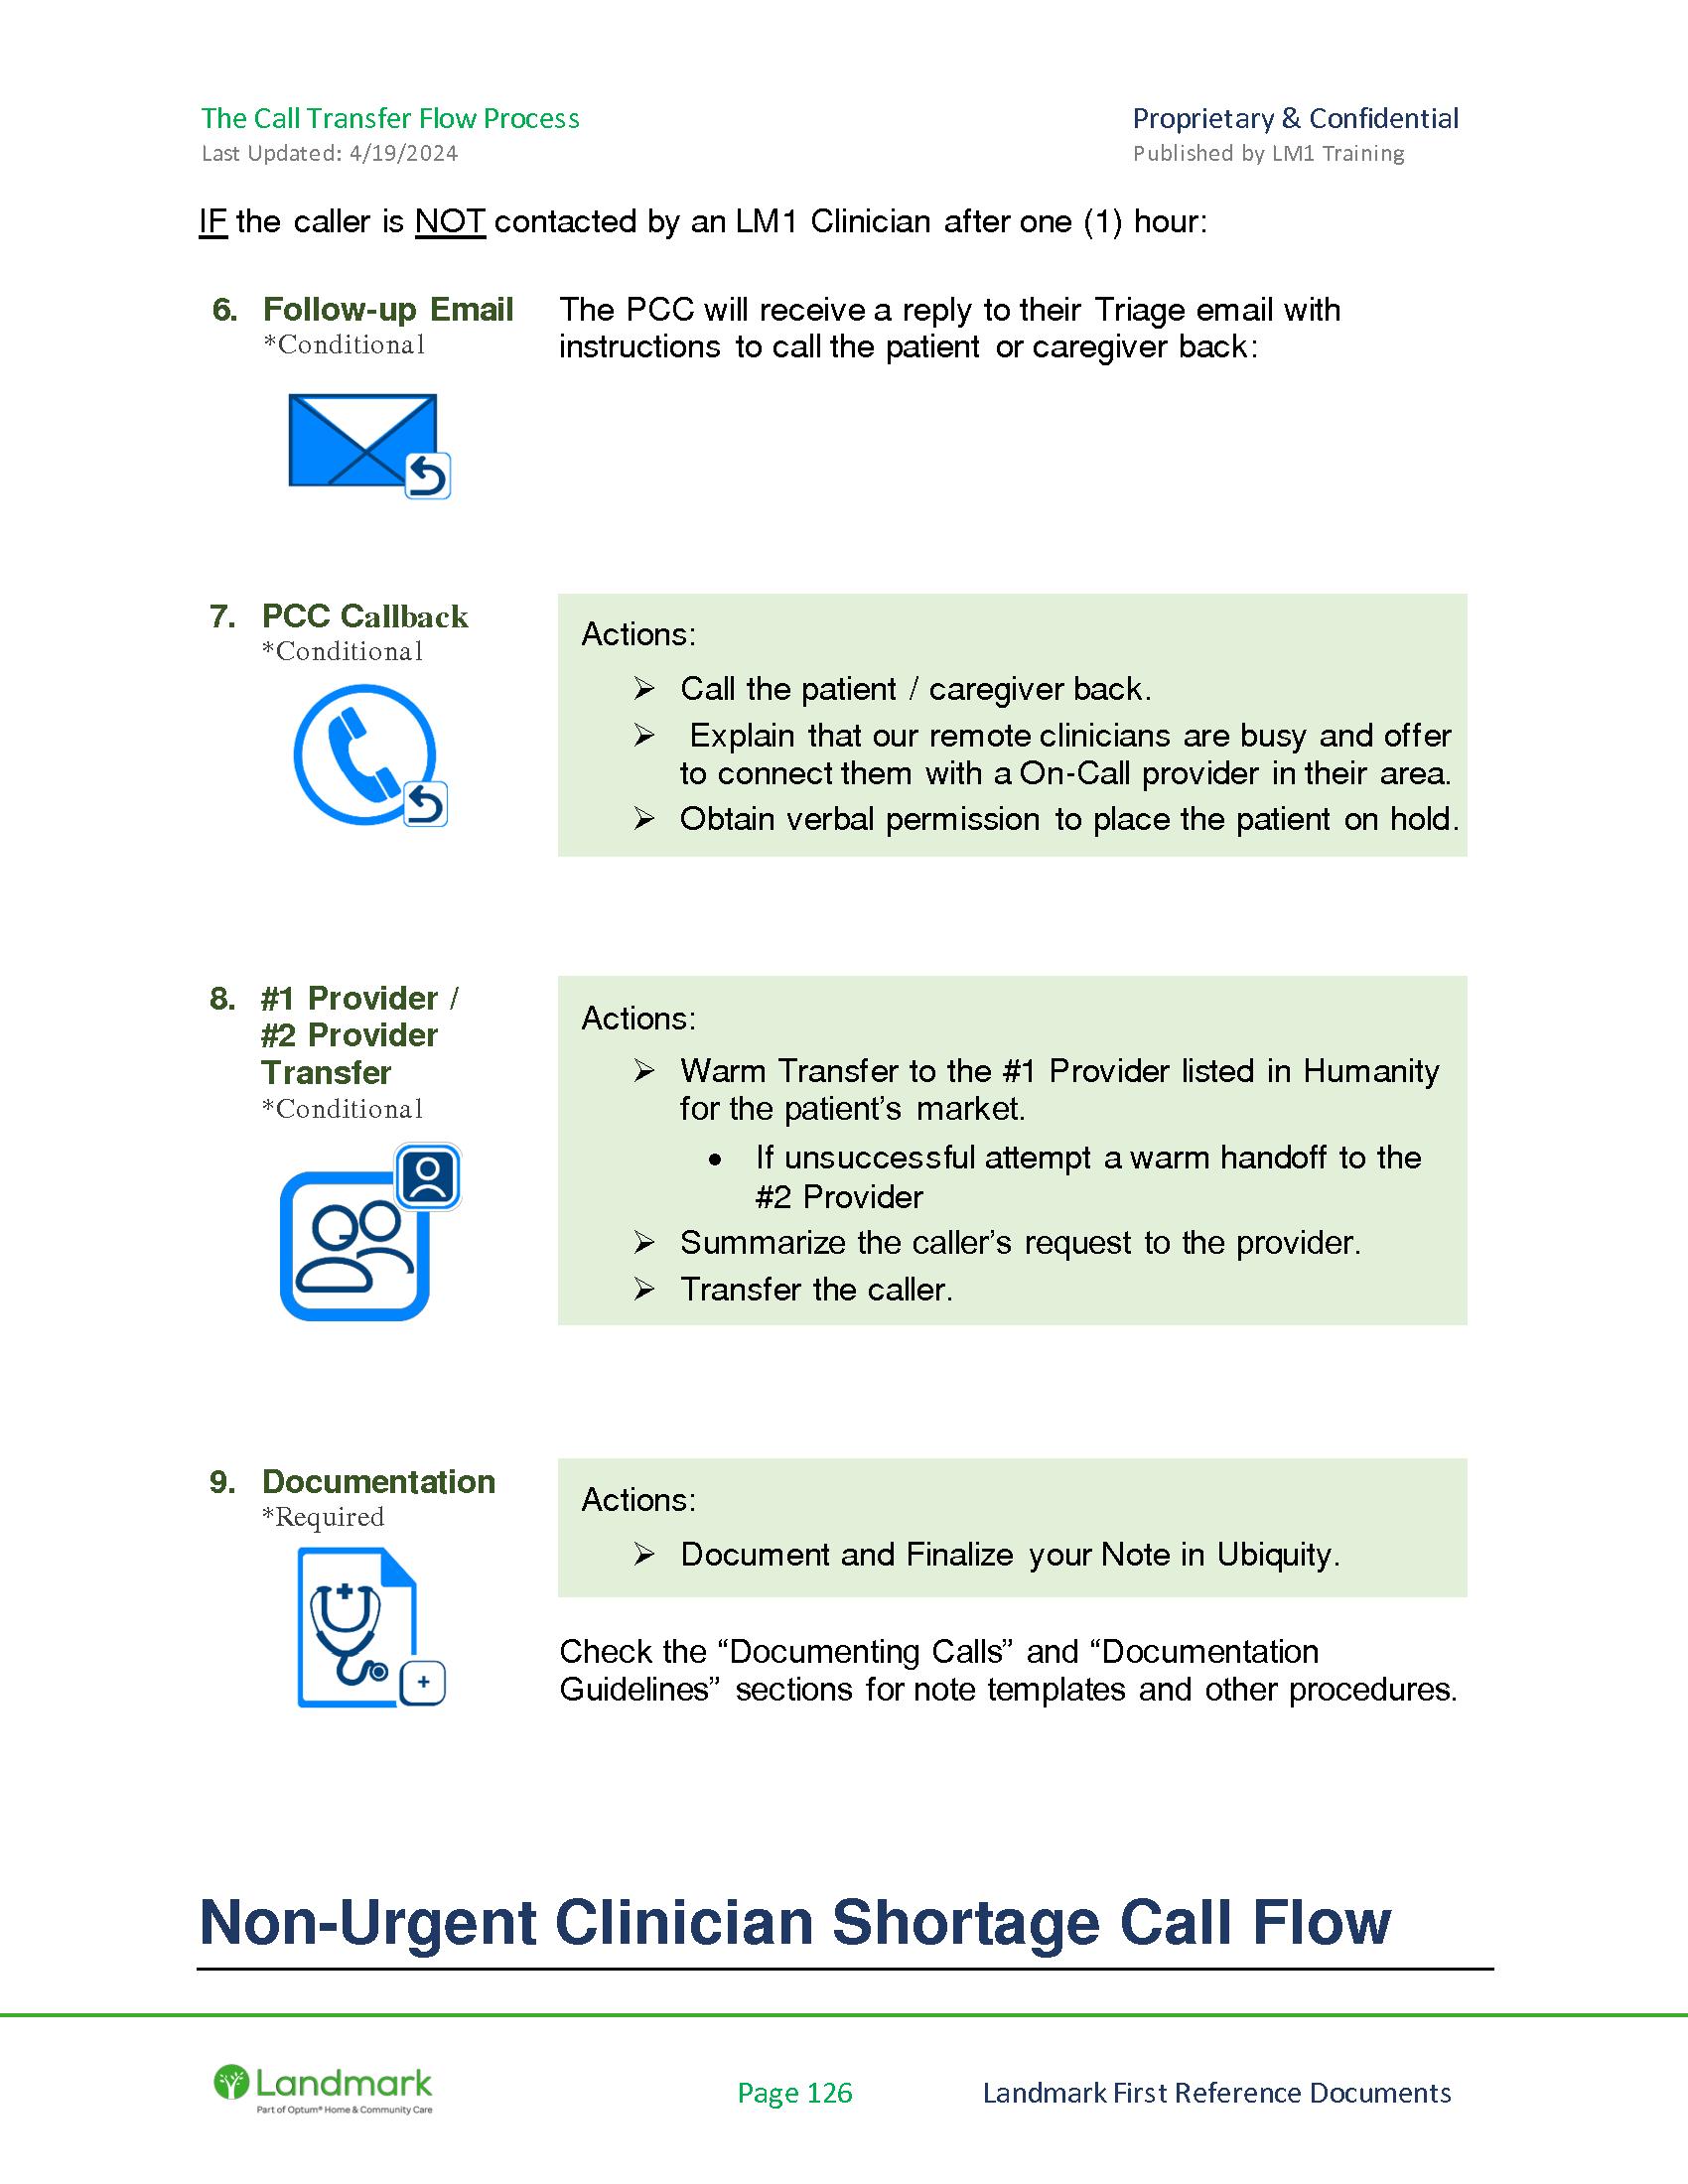 The Call Transfer Flow Process
Proprietary & Confidential
Last Updated: 4/19/2024
Published by LM1 Training
IF the caller is NOT contacted by an LM1 Clinician after one (1) hour:
6. Follow-up Email
*Conditional
The PCC will receive a reply to their Triage email with
instructions to call the patient or caregiver back:
7. PCC Callback
*Conditional
Actions:
➢ Call the patient / caregiver back.
➢ Explain that our remote clinicians are busy and offer
to connect them with a On-Call provider in their area.
➢ Obtain verbal permission to place the patient on hold.
8. #1 Provider /
#2 Provider
Transfer
*Conditional
Actions:
➢ Warm Transfer to the #1 Provider listed in Humanity
for the patient’s market.
• If unsuccessful attempt a warm handoff to the
#2 Provider
➢ Summarize the caller’s request to the provider.
➢ Transfer the caller.
9. Documentation
*Required
Actions:
➢ Document and Finalize your Note in Ubiquity.
Check the “Documenting Calls” and “Documentation
Guidelines” sections for note templates and other procedures.
Non-Urgent Clinician Shortage Call Flow
Landmark
Part of Optum® Home & Community Care
Page 126
Landmark First Reference Documents